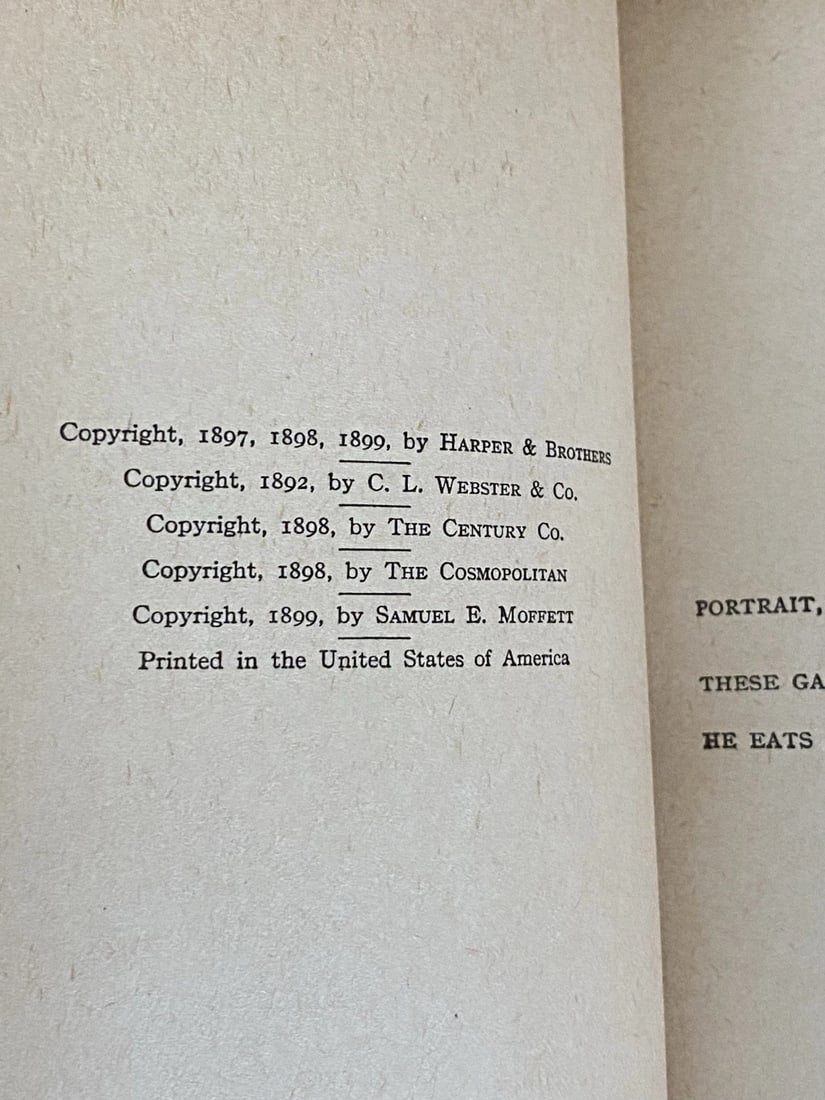 Copyright, 1897, 1898, 1899, by HARPER & BROTHERS
Copyright, 1892, by C. L. WEBSTER & Co.
Copyright, 1898, by THE CENTURY Co.
Copyright, 1898, by THE COSMOPOLITAN
Copyright, 1899, by SAMUEL E. MOFFETT
Printed in the United States of America
PORTRAIT,
THESE GA
HE EATS